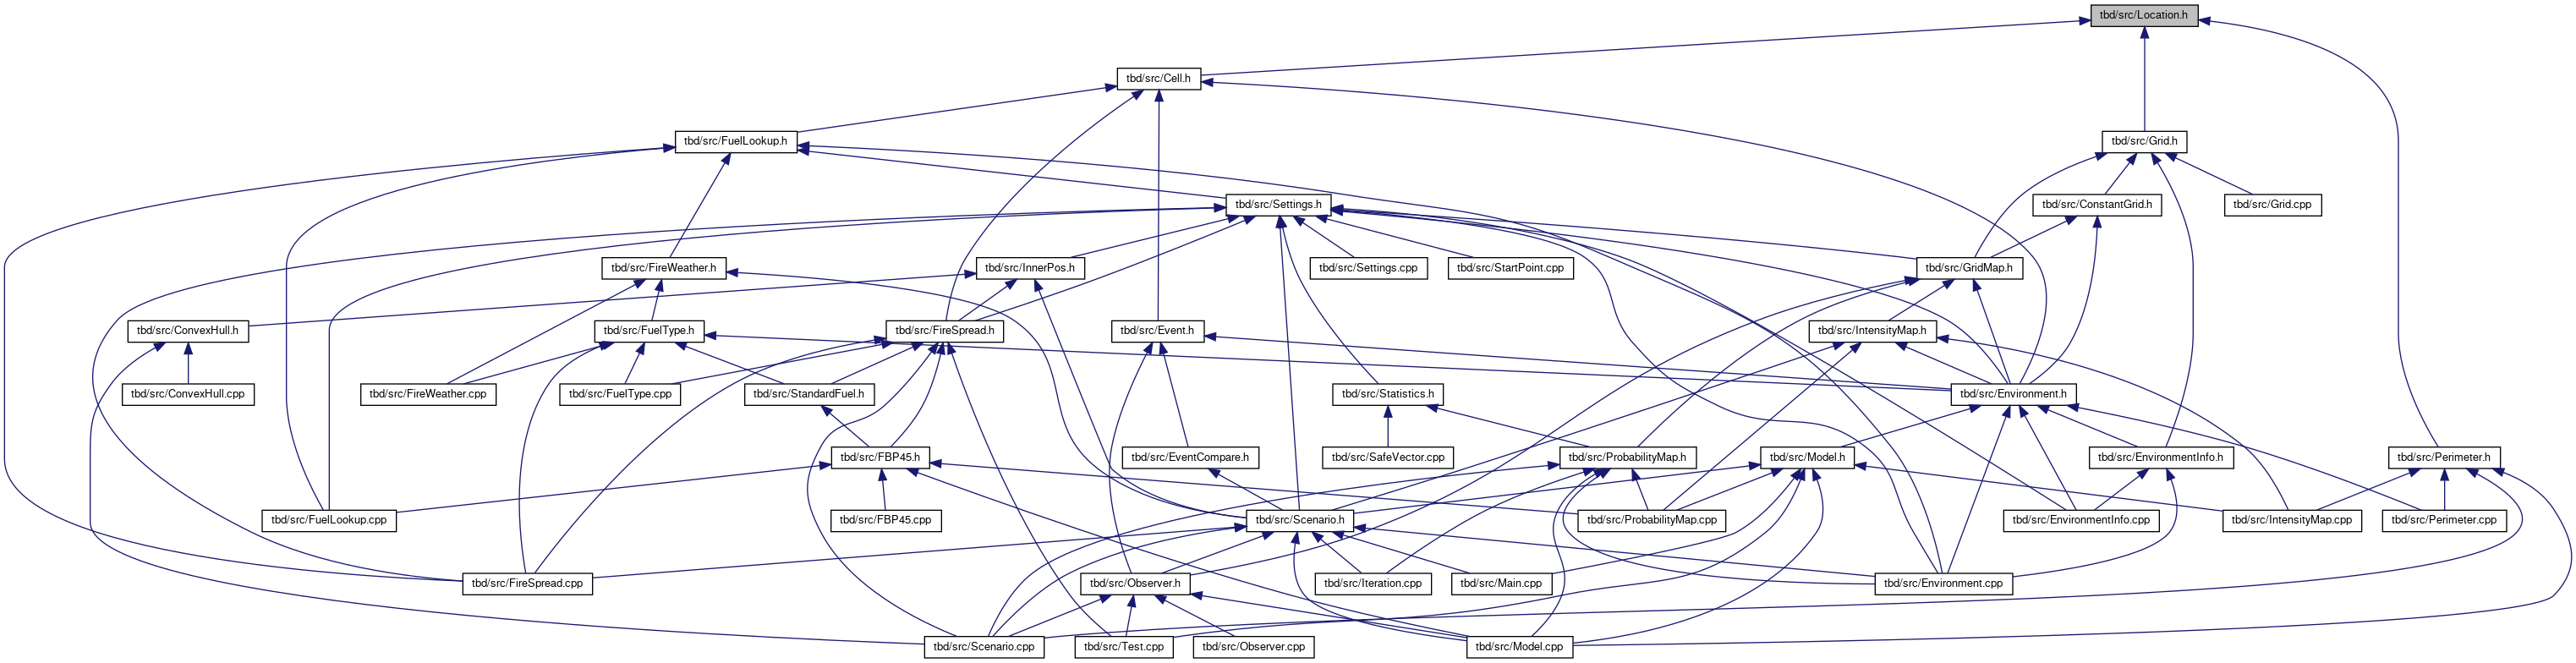 tbd/src/Location.h
tbd/src/Cell.h
tbd/src/FuelLookup.h
tbd/src/Grid.h
tbd/src/Settings.h
tbd/src/ConstantGrid.h
tbd/src/Grid.cpp
tbd/src/FireWeather.h
tbd/src/InnerPos.h
tbd/src/Settings.cpp
tbd/src/StartPoint.cpp
tbd/src/GridMap.h
tbd/src/ConvexHull.h
tbd/src/FuelType.h
tbd/src/FireSpread.h
tbd/src/Event.h
tbd/src/IntensityMap.h
tbd/src/ConvexHull.cpp
tbd/src/FireWeather.cpp
tbd/src/FuelType.cpp
tbd/src/StandardFuel.h
tbd/src/Statistics.h
tbd/src/Environment.h
tbd/src/FBP45.h
tbd/src/EventCompare.h
tbd/src/SafeVector.cpp
tbd/src/ProbabilityMap.h
tbd/src/Model.h
tbd/src/EnvironmentInfo.h
tbd/src/Perimeter.h
tbd/src/FuelLookup.cpp
tbd/src/FBP45.cpp
tbd/src/ProbabilityMap.cpp
tbd/src/Scenario.h
tbd/src/EnvironmentInfo.cpp
tbd/src/IntensityMap.cpp
tbd/src/Perimeter.cpp
tbd/src/FireSpread.cpp
tbd/src/Observer.h
tbd/src/Iteration.cpp
tbd/src/Main.cpp
tbd/src/Environment.cpp
tbd/src/Scenario.cpp
tbd/src/Test.cpp
tbd/src/Observer.cpp
tbd/src/Model.cpp